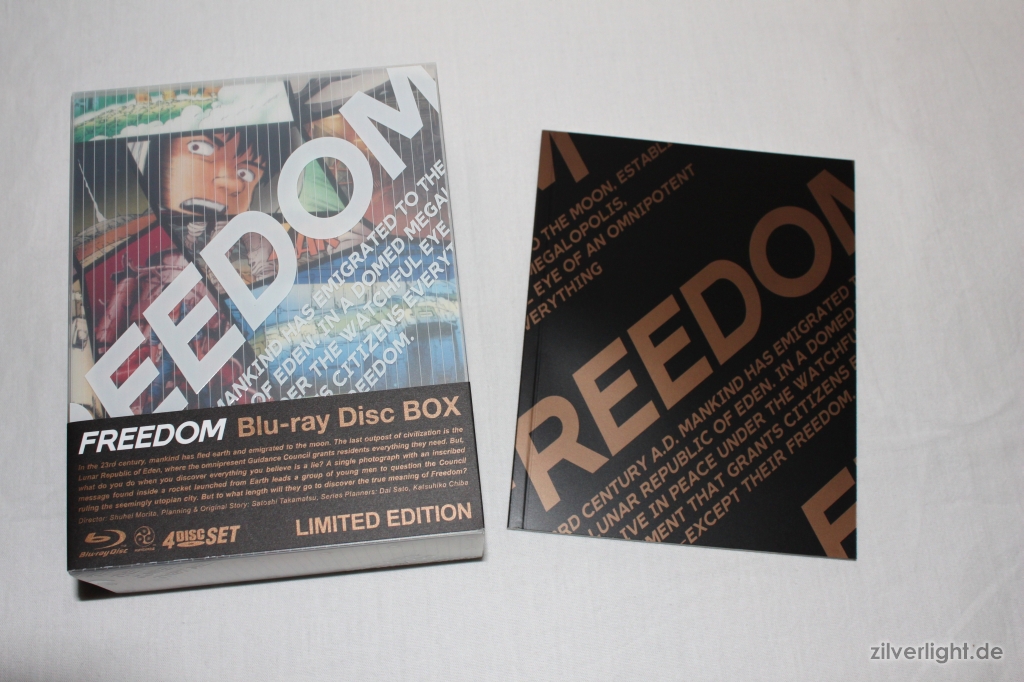 FREEDOM
MANKIND HAS EMIGRATED TO THE
OF EDEN. IN A DOMED MEGAL
ER THE WATCHFUL EYE
S CITIZENS EVERYT
REEDOM.
FREEDOM Blu-ray Disc BOX
In the 23rd century, mankind has fled earth and emigrated to the moon. The last outpost of civilization is the
Lunar Republic of Eden, where the omnipresent Guidance Council grants residents everything they need. But,
what do you do when you discover everything you believe is a lie? A single photograph with an inscribed
message found inside a rocket launched from Earth leads a group of young men to question the Council
ruling the seemingly utopian city. But to what length will they go to discover the true meaning of Freedom?
Director: Shuhei Morita, Planning & Original Story: Satoshi Takamatsu, Series Planners: Dai Sato, Katsuhiko Chiba
Blu-ray Disc
4 DISC SET
LIMITED EDITION
M
O THE MOON. ESTABL
MEGALOPOLIS,
L EYE OF AN OMNIPOTENT
VERYTHING
FREEDOM
3RD CENTURY A.D. MANKIND HAS EMIGRATED T
LUNAR REPUBLIC OF EDEN. IN A DOMED
LIVE IN PEACE UNDER THE WATCHFUL
MENT THAT GRANTS CITIZENS E
-EXCEPT THEIR FREEDOM.
F
zilverlight.de